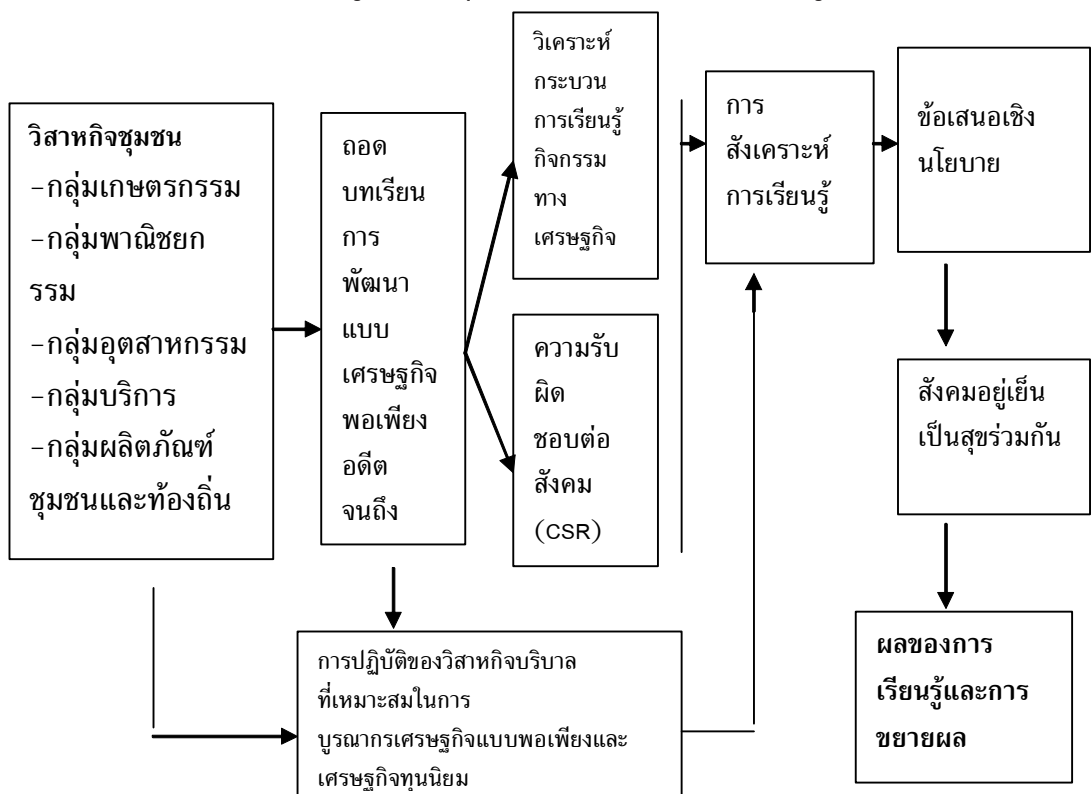 วิสาหกิจชุมชน
-กลุ่มเกษตรกรรม
-กลุ่มพาณิชยก
รรม
-กลุ่มอุตสาหกรรม
-กลุ่มบริการ
-กลุ่มผลิตภัณฑ์
ชุมชนและท้องถิ่น
ถอด
บทเรียน
การ
พัฒนา
แบบ
เศรษฐกิจ
พอเพียง
อดีต
จนถึง
วิเคราะห์
กระบวน
การเรียนรู้
กิจกรรม
ทาง
เศรษฐกิจ
ความรับ
ผิด
ชอบต่อ
สังคม
(CSR)
การ
สังเคราะห์
การเรียนรู้
ข้อเสนอเชิง
นโยบาย
สังคมอยู่เย็น
เป็นสุขร่วมกัน
ผลของการ
เรียนรู้และการ
ขยายผล
การปฏิบัติของวิสาหกิจบริบาล
ที่เหมาะสมในการ
บูรณากรเศรษฐกิจแบบพอเพียงและ
เศรษฐกิจทุนนิยม